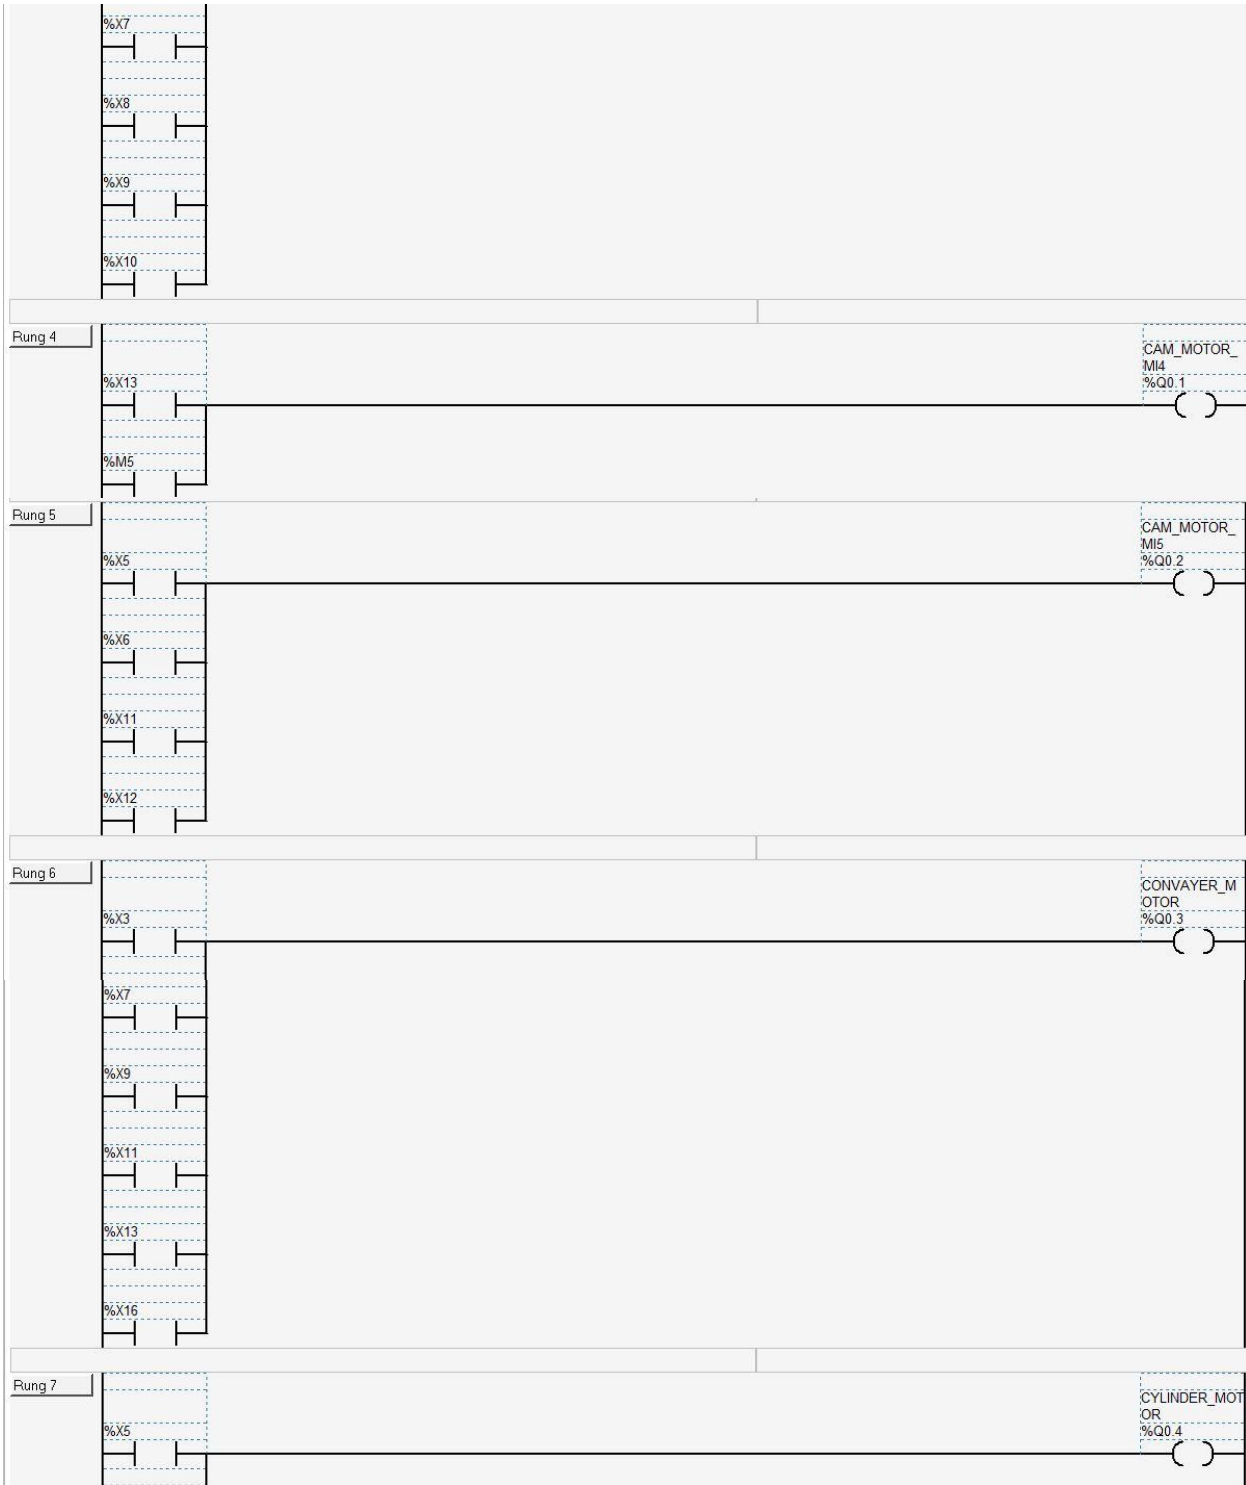 %X7
%X8
%X9
%X10
Rung 4
CAM_MOTOR_
MI4
%X13
%Q0.1
%M5
Rung 5
CAM_MOTOR_
MI5
%X5
%Q0.2
%X6
%X11
%X12
Rung 6
CONVAYER_M
OTOR
%X3
%Q0.3
%X7
%X9
%X11
%X13
%X16
Rung 7
CYLINDER_MOT
OR
%X5
%Q0.4